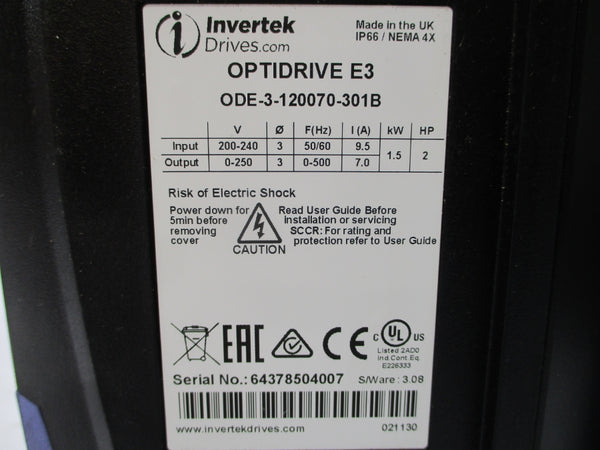 Invertek
Drives.com
Made in the UK
IP66 / NEMA 4X
OPTIDRIVE E3
ODE-3-120070-301B
V Ø F(Hz) I (A) kW HP
Input 200-240 3 50/60 9.5 1.5 2
Output 0-250 3 0-500 7.0
Risk of Electric Shock
Power down for
5min before
removing
cover
CAUTION
Read User Guide Before
installation or servicing
SCCR: For rating and
protection refer to User Guide
EAC CE
C UL US
Listed 2AD0
Ind.Cont.Eq.
E226333
Serial No.: 64378504007 S/Ware : 3.08
www.invertekdrives.com 021130